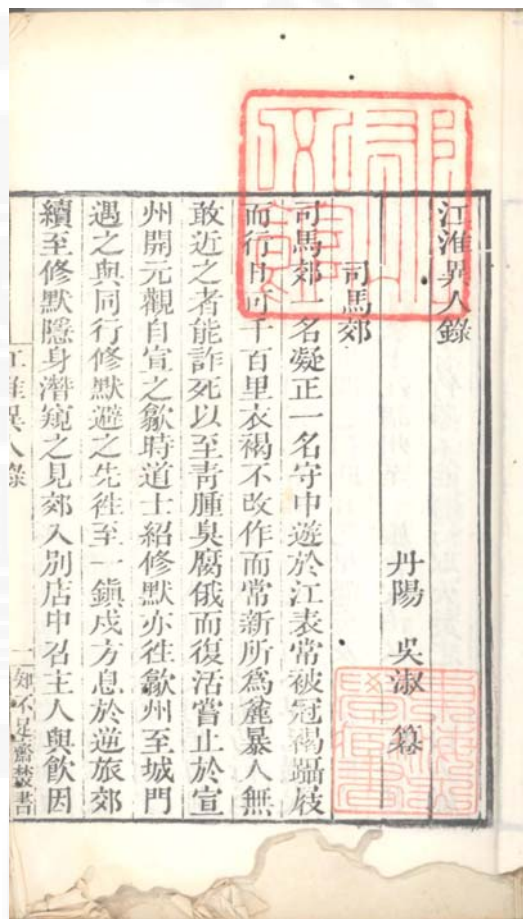 江淮異人錄
丹陽 吳淑 纂
司馬郊
司馬郊一名凝正一名守中遊於江表常被冠褐躡屐
而行日可千百里衣褐不改作而常新所爲麄暴人無
敢近之者能詐死以至青腫臭腐俄而復活嘗止於宣
州開元觀自宣之歙時道士紹修默亦徃歙州至城門
遇之與同行修默避之先徃至一鎮戍方息於逆旅郊
續至修默隱身潛窺之見郊入別店中召主人與飲因
江淮異人錄 一 知不足齋叢書